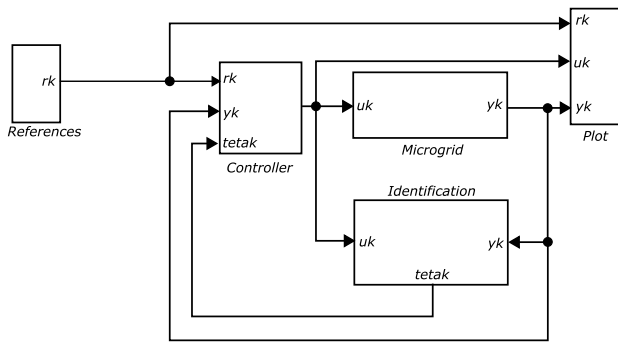 rk
References
rk
yk
tetak
Controller
uk
yk
Microgrid
rk
uk
yk
Plot
Identification
uk
yk
tetak